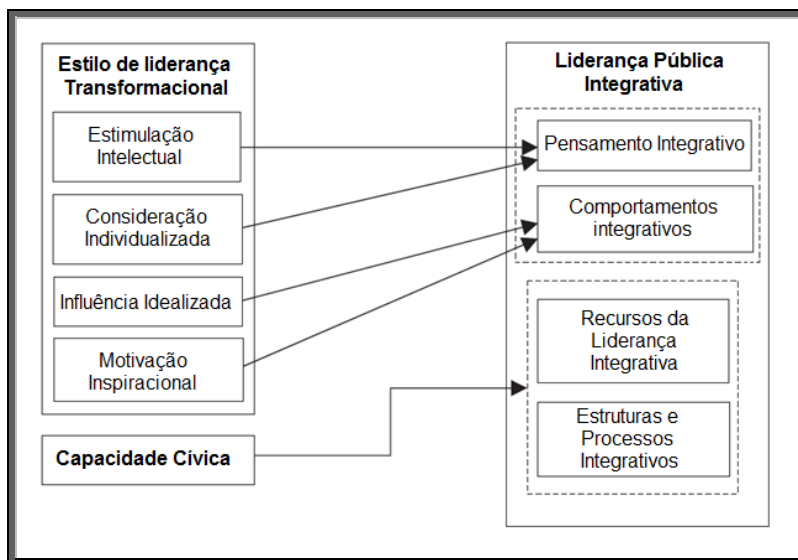 Estilo de liderança
Transformacional
Estimulação
Intelectual
Consideração
Individualizada
Influência Idealizada
Motivação
Inspiracional
Capacidade Cívica
Liderança Pública
Integrativa
Pensamento Integrativo
Comportamentos
integrativos
Recursos da
Liderança
Integrativa
Estruturas e
Processos
Integrativos